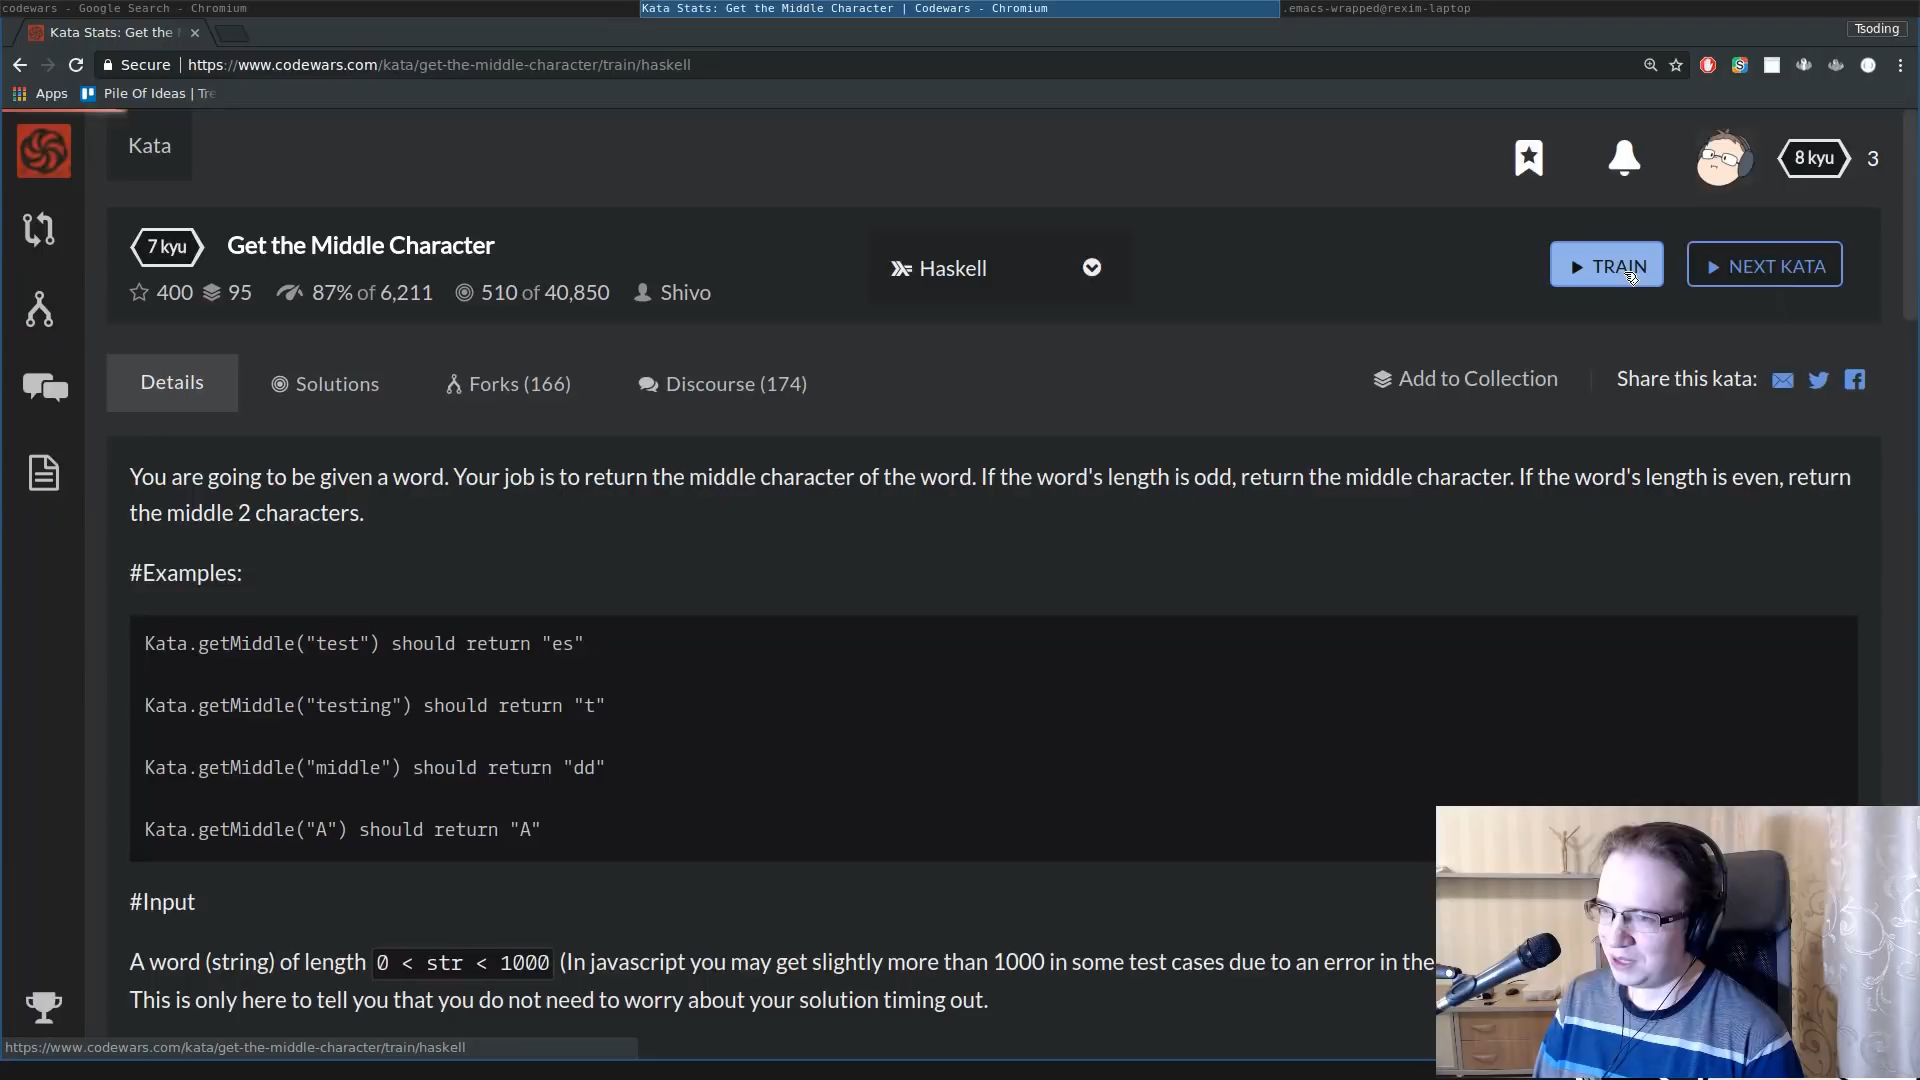 codewars - Google Search - Chromium
Kata Stats: Get the Middle Character | Codewars - Chromium
.emacs-wrapped@rexim-laptop
Kata Stats: Get the
Tsoding
Secure
https://www.codewars.com/kata/get-the-middle-character/train/haskell
Apps
Pile Of Ideas | Tre
Kata
8 kyu
3
7 kyu
Get the Middle Character
Haskell
TRAIN
NEXT KATA
400
95
87% of 6,211
510 of 40,850
Shivo
Details
Solutions
Forks (166)
Discourse (174)
Add to Collection
Share this kata:
You are going to be given a word. Your job is to return the middle character of the word. If the word's length is odd, return the middle character. If the word's length is even, return
the middle 2 characters.
#Examples:
Kata.getMiddle("test") should return "es"
Kata.getMiddle("testing") should return "t"
Kata.getMiddle("middle") should return "dd"
Kata.getMiddle("A") should return "A"
#Input
A word (string) of length 0 < str < 1000 (In javascript you may get slightly more than 1000 in some test cases due to an error in the
This is only here to tell you that you do not need to worry about your solution timing out.
https://www.codewars.com/kata/get-the-middle-character/train/haskell